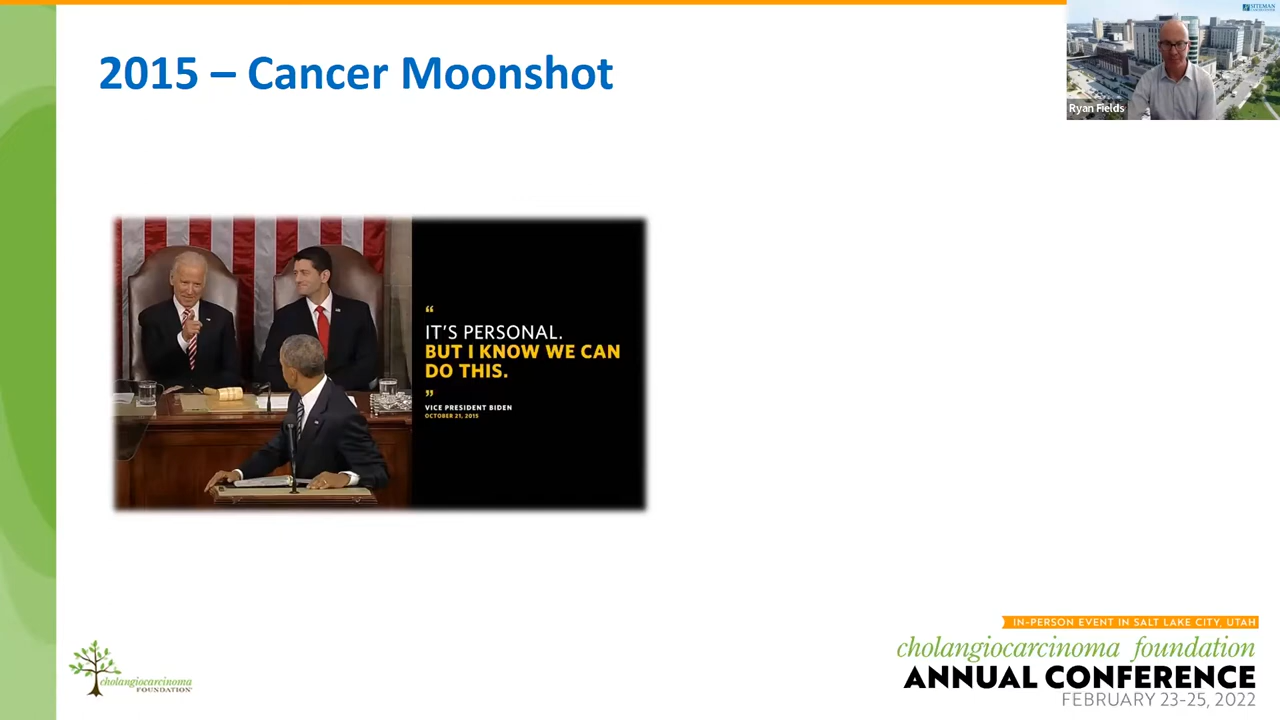 2015 – Cancer Moonshot
SITEMAN
Ryan Fields
“
IT’S PERSONAL.
BUT I KNOW WE CAN
DO THIS.
”
VICE PRESIDENT BIDEN
OCTOBER 21, 2015
cholangiocarcinoma
FOUNDATION
IN-PERSON EVENT IN SALT LAKE CITY, UTAH
cholangiocarcinoma foundation
ANNUAL CONFERENCE
FEBRUARY 23-25, 2022